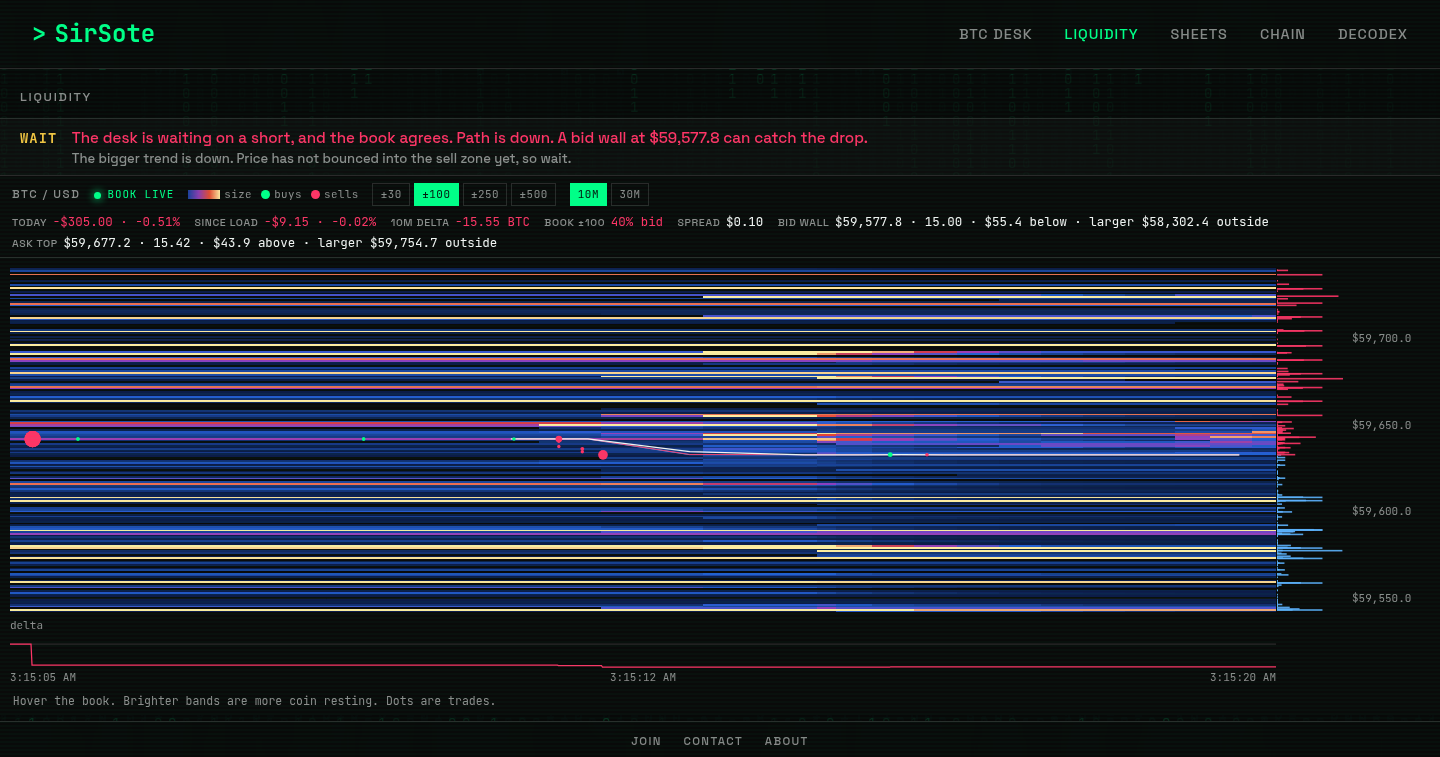 > SirSote
BTC DESK LIQUIDITY SHEETS CHAIN DECODEX
LIQUIDITY
WAIT The desk is waiting on a short, and the book agrees. Path is down. A bid wall at $59,577.8 can catch the drop.
The bigger trend is down. Price has not bounced into the sell zone yet, so wait.
BTC / USD BOOK LIVE size buys sells ±30 ±100 ±250 ±500 10M 30M
TODAY -$305.00 · -0.51% SINCE LOAD -$9.15 · -0.02% 10M DELTA -15.55 BTC BOOK ±100 40% bid SPREAD $0.10 BID WALL $59,577.8 · 15.00 · $55.4 below · larger $58,302.4 outside
ASK TOP $59,677.2 · 15.42 · $43.9 above · larger $59,754.7 outside
$59,700.0
$59,650.0
$59,600.0
$59,550.0
delta
3:15:05 AM 3:15:12 AM 3:15:20 AM
Hover the book. Brighter bands are more coin resting. Dots are trades.
JOIN CONTACT ABOUT